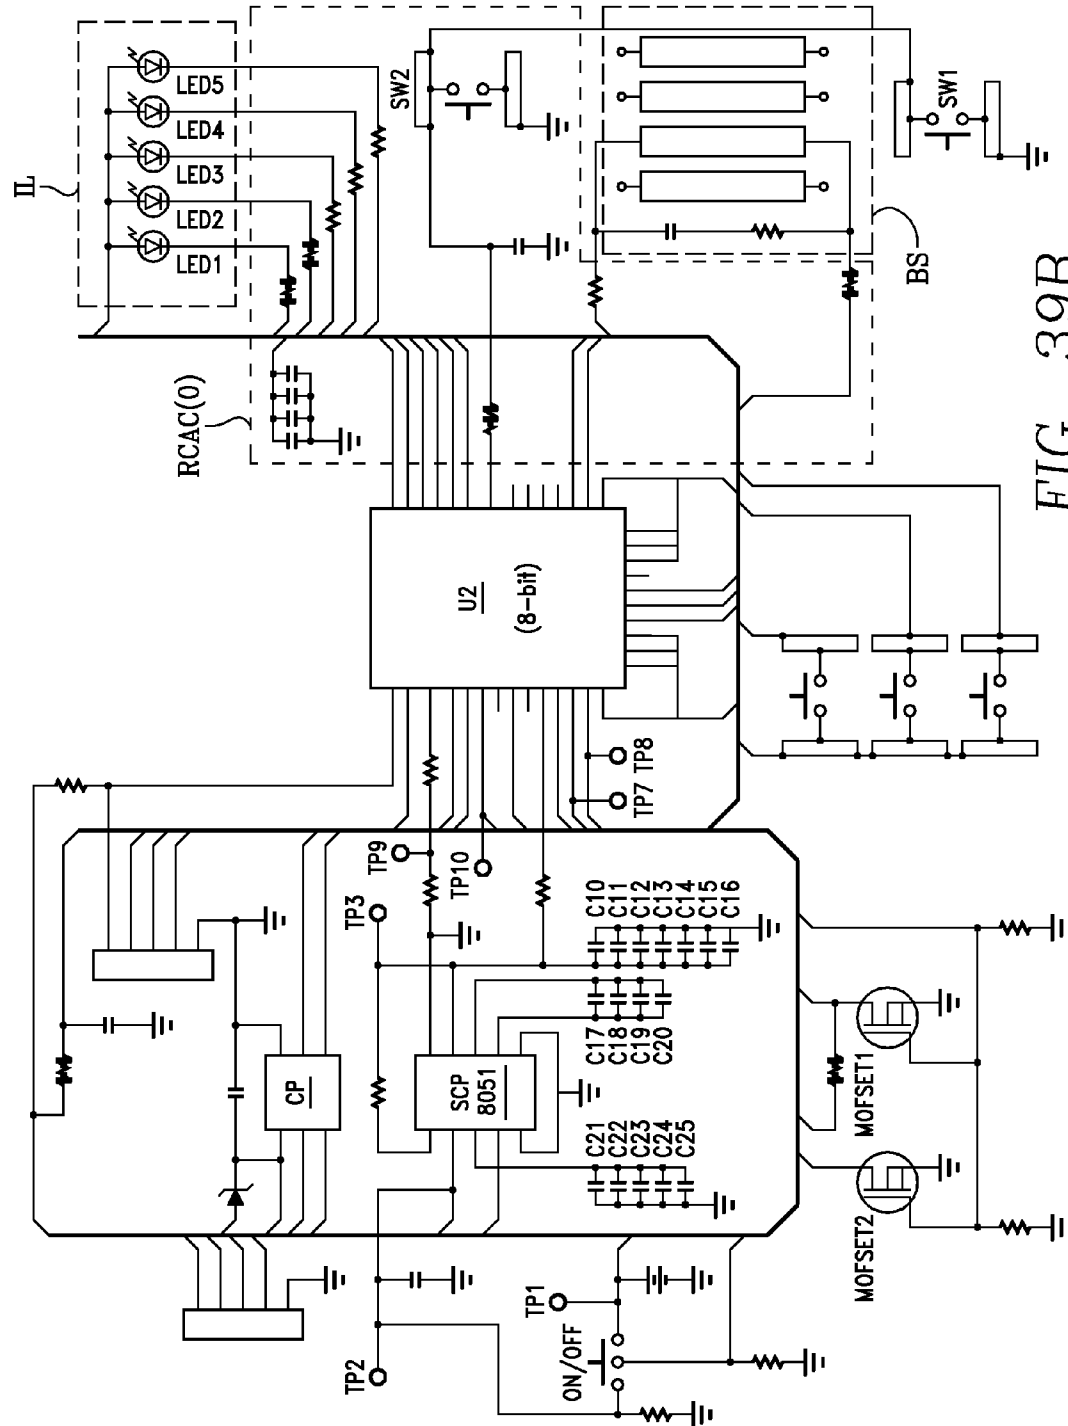 IL
LED5
LED4
LED3
LED2
LED1
SW2
SW1
BS
RCAC(0)
U2
(8-bit)
TP7
TP8
TP9
TP10
TP3
CP
SCP
8051
C10
C11
C12
C13
C14
C15
C16
C17
C18
C19
C20
C21
C22
C23
C24
C25
MOFSET1
MOFSET2
TP1
TP2
ON/OFF
FIG. 39B